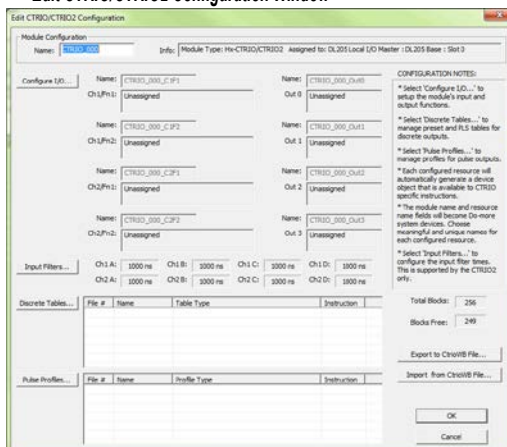 Edit CTRIO/CTRIO2 Configuration Window
Edit CTRIO/CTRIO2 Configuration
Module Configuration
Name: CTRIO_000
Info: Module Type: Hx-CTRIO/CTRIO2 Assigned to: DL205 Local I/O Master : DL205 Base : Slot 3
Configure I/O...
Name: CTRIO_000_C1F1
Ch1/Fn1: Unassigned
Name: CTRIO_000_C1F2
Ch1/Fn2: Unassigned
Name: CTRIO_000_C2F1
Ch2/Fn1: Unassigned
Name: CTRIO_000_C2F2
Ch2/Fn2: Unassigned
Name: CTRIO_000_Out0
Out 0 Unassigned
Name: CTRIO_000_Out1
Out 1 Unassigned
Name: CTRIO_000_Out2
Out 2 Unassigned
Name: CTRIO_000_Out3
Out 3 Unassigned
CONFIGURATION NOTES:
* Select 'Configure I/O...' to
setup the module's input and
output functions.
* Select 'Discrete Tables...' to
manage preset and PLS tables for
discrete outputs.
* Select 'Pulse Profiles...' to
manage profiles for pulse outputs.
* Each configured resource will
automatically generate a device
object that is available to CTRIO
specific instructions.
* The module name and resource
name fields will become Do-more
system devices. Choose
meaningful and unique names for
each configured resource.
* Select 'Input Filters...' to
configure the input filter times.
This is supported by the CTRIO2
only.
Input Filters...
Ch1 A: 1000 ns Ch1 B: 1000 ns Ch1 C: 1000 ns Ch1 D: 1000 ns
Ch2 A: 1000 ns Ch2 B: 1000 ns Ch2 C: 1000 ns Ch2 D: 1000 ns
Discrete Tables...
File # Name Table Type Instruction
Total Blocks: 256
Blocks Free: 249
Export to CtrioWB File...
Import from CtrioWB File...
Pulse Profiles...
File # Name Profile Type Instruction
OK
Cancel